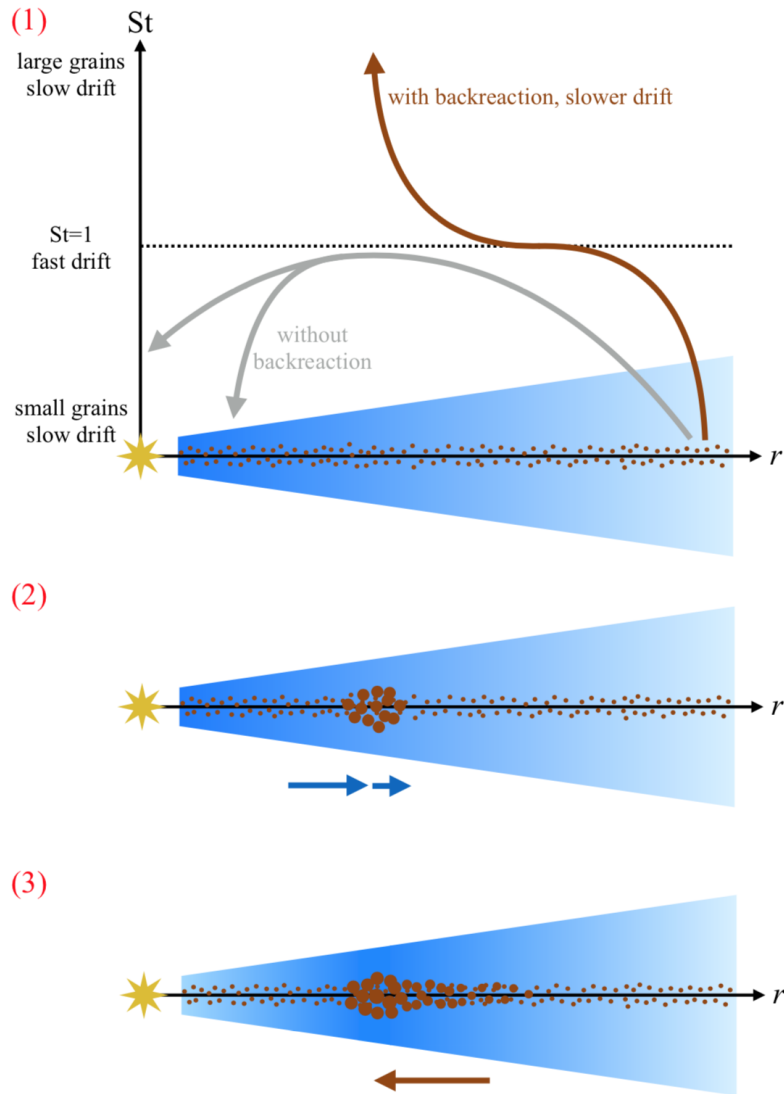 (1)
St
large grains
slow drift
with backreaction, slower drift
St=1
fast drift
without
backreaction
small grains
slow drift
r
(2)
r
(3)
r